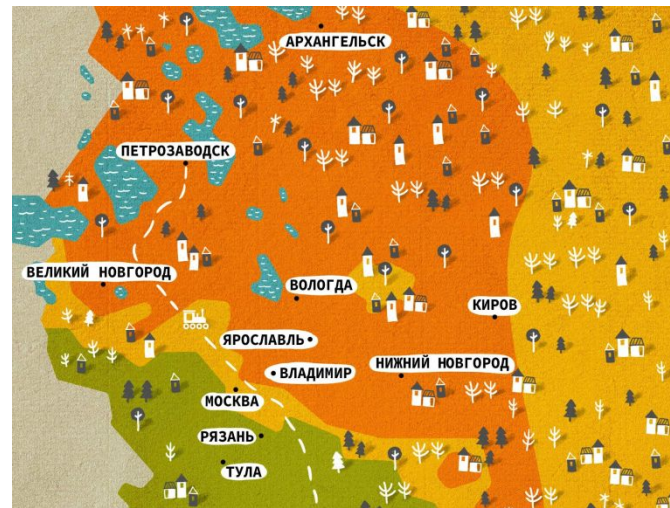 АРХАНГЕЛЬСК
ПЕТРОЗАВОДСК
ВЕЛИКИЙ НОВГОРОД
ВОЛОГДА
КИРОВ
ЯРОСЛАВЛЬ
ВЛАДИМИР
НИЖНИЙ НОВГОРОД
МОСКВА
РЯЗАНЬ
ТУЛА